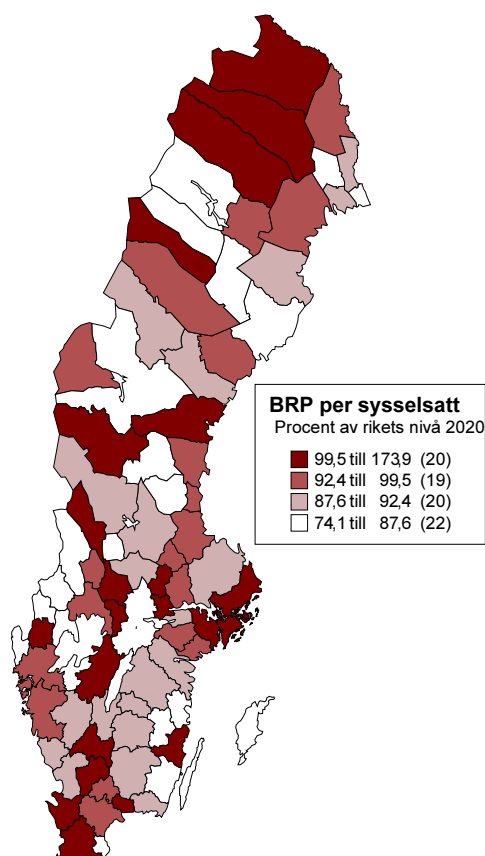 BRP per sysselsatt
Procent av rikets nivå 2020
99,5 till 173,9 (20)
92,4 till 99,5 (19)
87,6 till 92,4 (20)
74,1 till 87,6 (22)